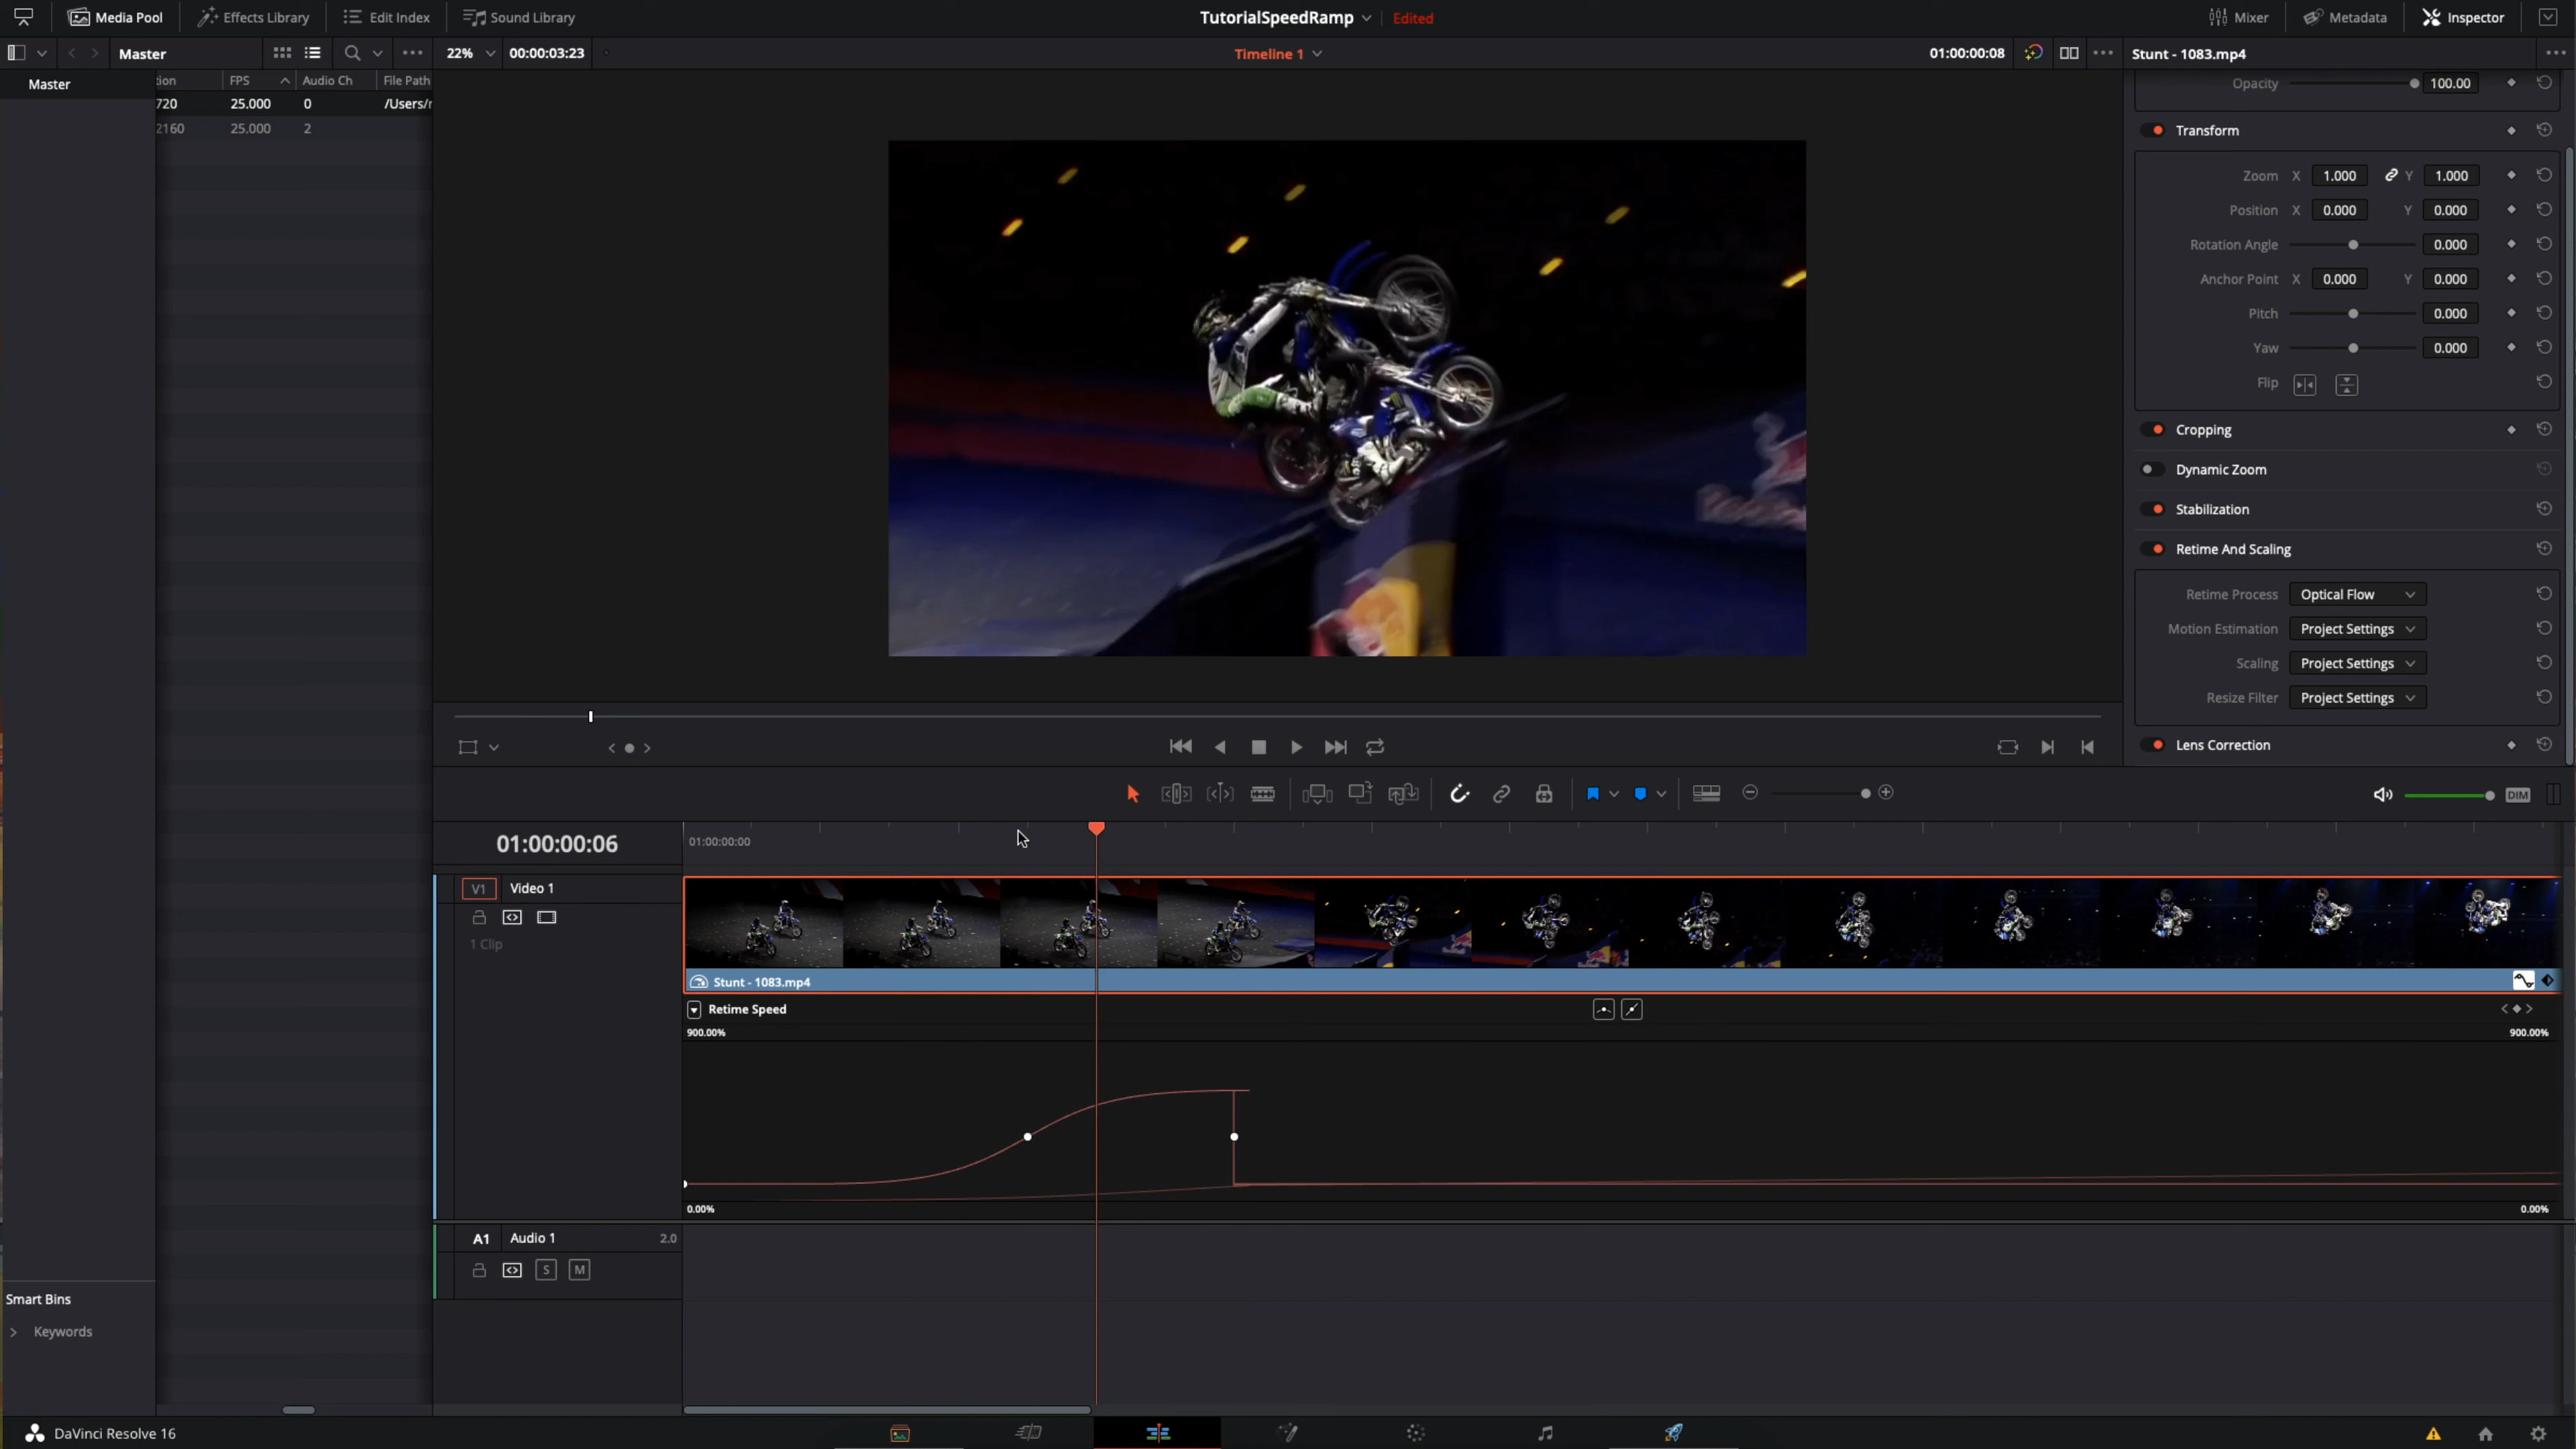 Media Pool Effects Library Edit Index Sound Library TutorialSpeedRamp Edited Mixer Metadata Inspector
Master 22% 00:00:03:23 Timeline 1 01:00:00:08 Stunt - 1083.mp4
Master tion FPS Audio Ch File Path
720 25.000 0 /Users/r
2160 25.000 2
Opacity 100.00
Transform
Zoom X 1.000 Y 1.000
Position X 0.000 Y 0.000
Rotation Angle 0.000
Anchor Point X 0.000 Y 0.000
Pitch 0.000
Yaw 0.000
Flip
Cropping
Dynamic Zoom
Stabilization
Retime And Scaling
Retime Process Optical Flow
Motion Estimation Project Settings
Scaling Project Settings
Resize Filter Project Settings
Lens Correction
DIM
01:00:00:06 01:00:00:00
V1 Video 1
1 Clip
Stunt - 1083.mp4
Retime Speed
900.00% 900.00%
0.00% 0.00%
A1 Audio 1 2.0
S M
Smart Bins
Keywords
DaVinci Resolve 16